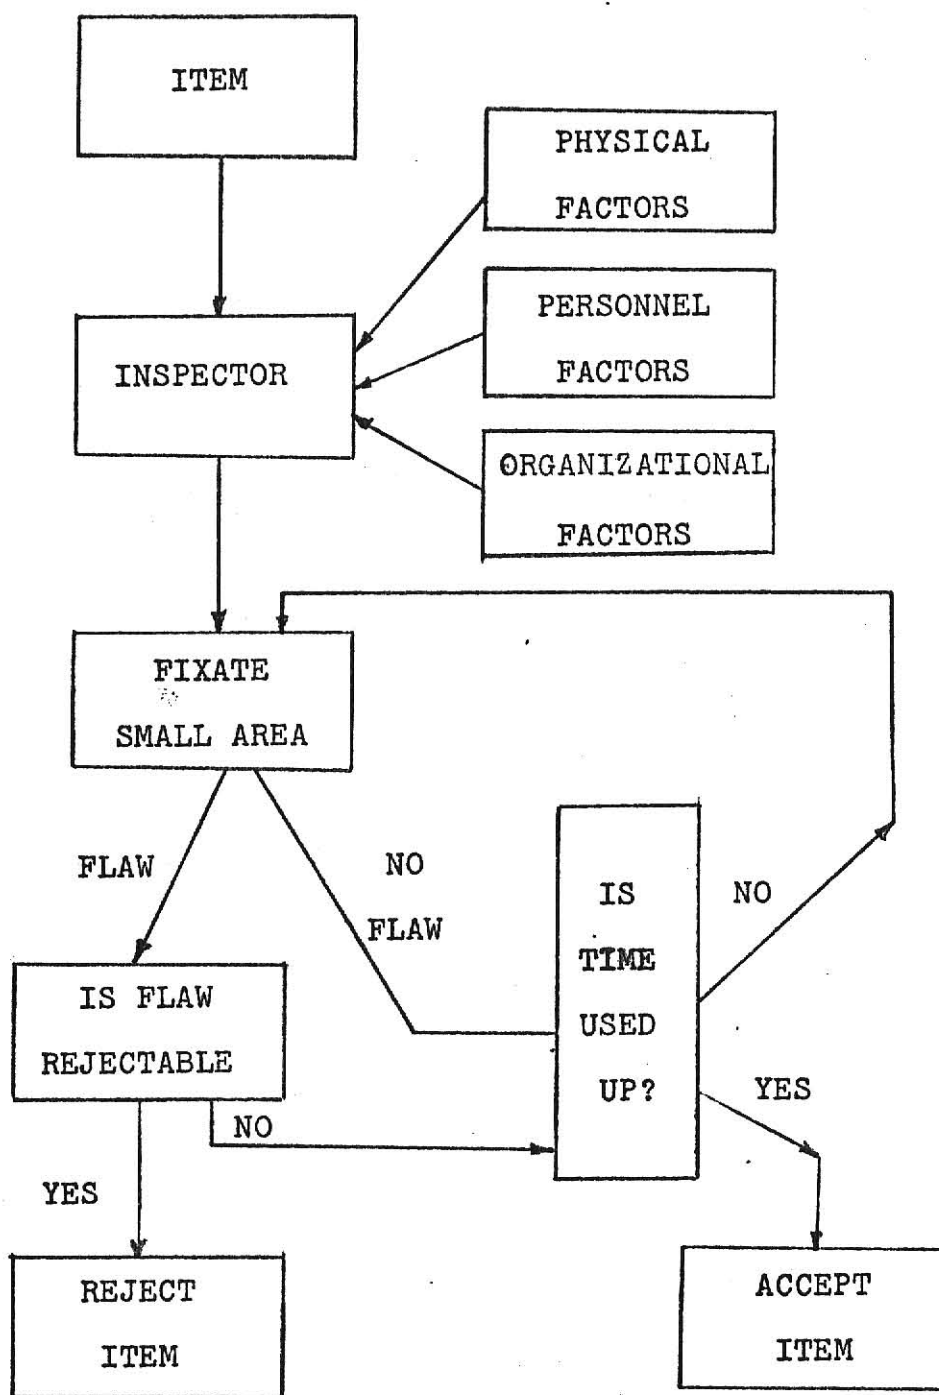 ITEM
PHYSICAL
FACTORS
PERSONNEL
FACTORS
INSPECTOR
ORGANIZATIONAL
FACTORS
FIXATE
SMALL AREA
FLAW
NO
FLAW
IS
TIME
USED
UP?
NO
IS FLAW
REJECTABLE
YES
NO
YES
REJECT
ITEM
ACCEPT
ITEM